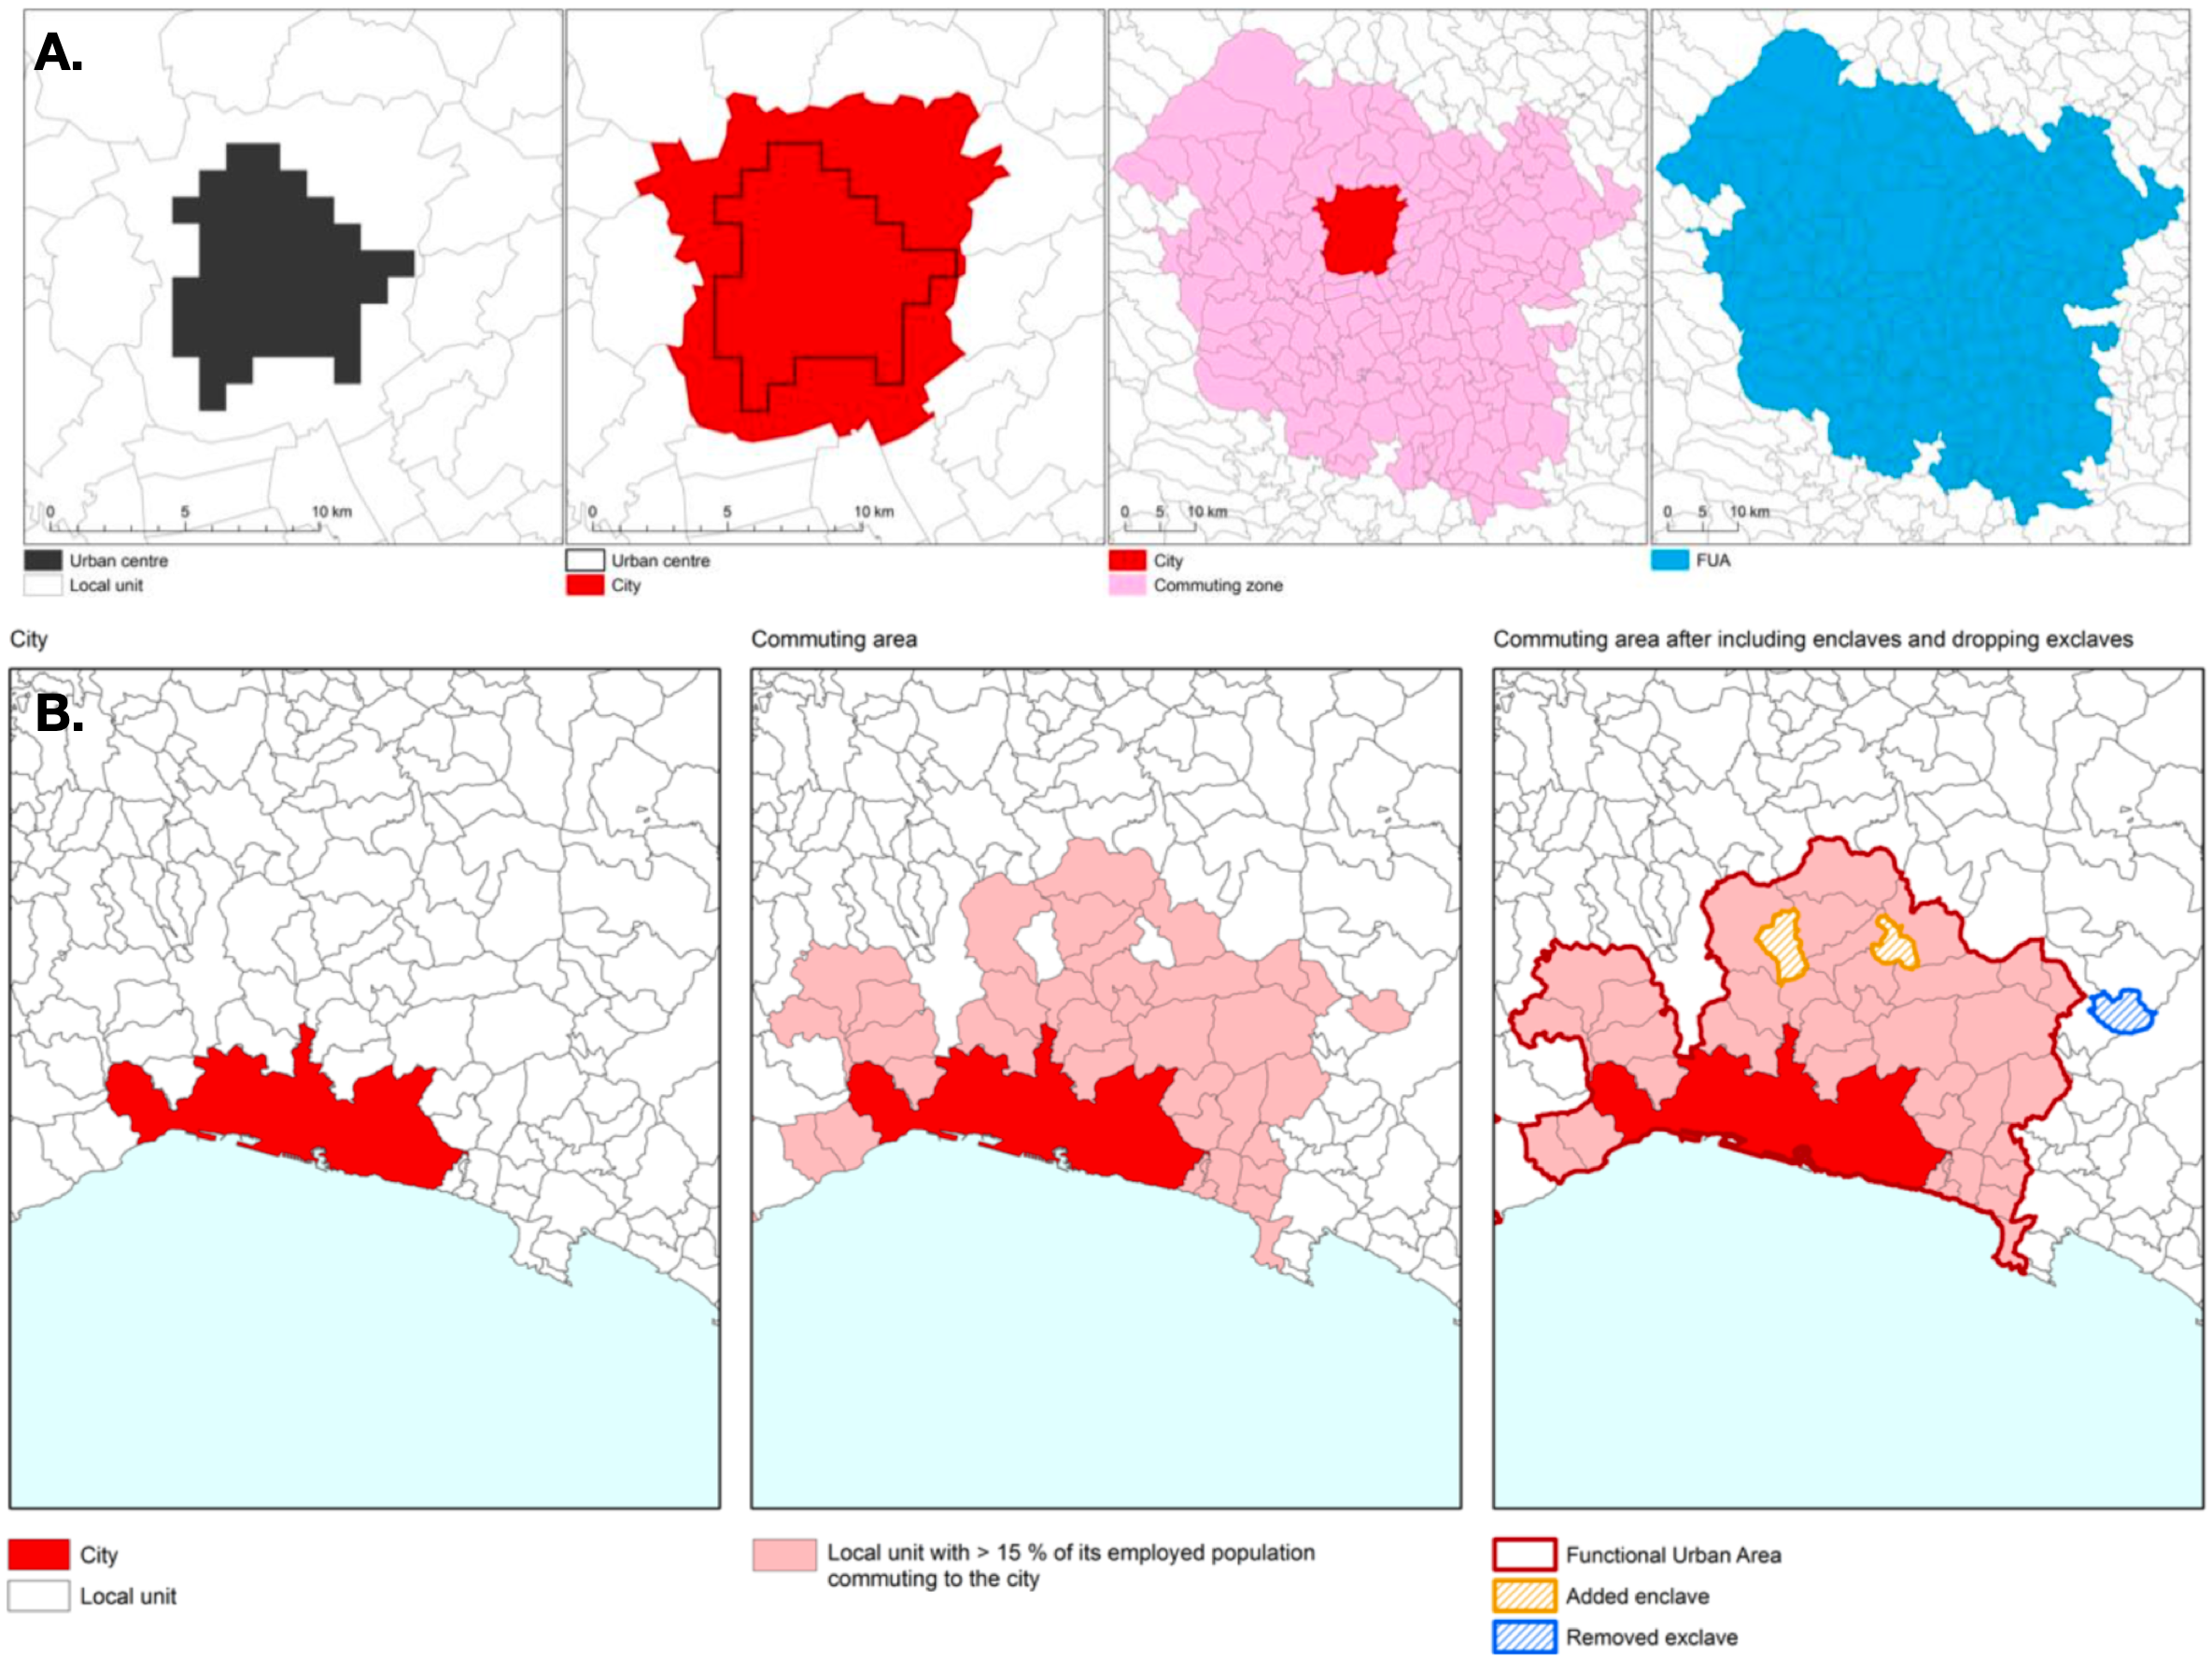 A.
0 5 10 km
0 5 10 km
0 5 10 km
0 5 10 km
Urban centre
Local unit
Urban centre
City
City
Commuting zone
FUA
City
Commuting area
Commuting area after including enclaves and dropping exclaves
B.
City
Local unit
Local unit with > 15 % of its employed population
commuting to the city
Functional Urban Area
Added enclave
Removed exclave